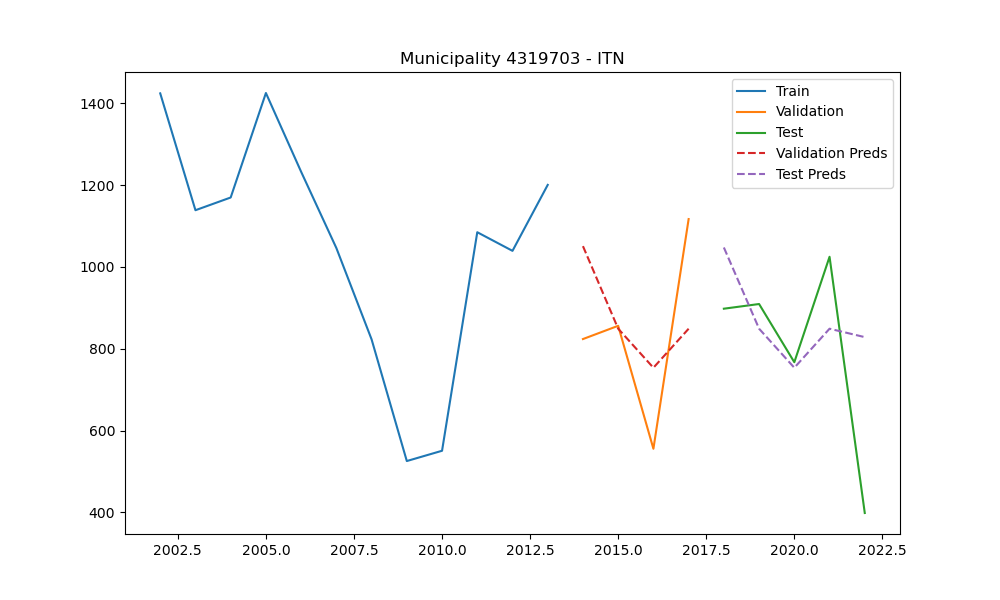 Municipality 4319703 - ITN
Train
Validation
Test
Validation Preds
Test Preds
1400
1200
1000
800
600
400
2002.5 2005.0 2007.5 2010.0 2012.5 2015.0 2017.5 2020.0 2022.5